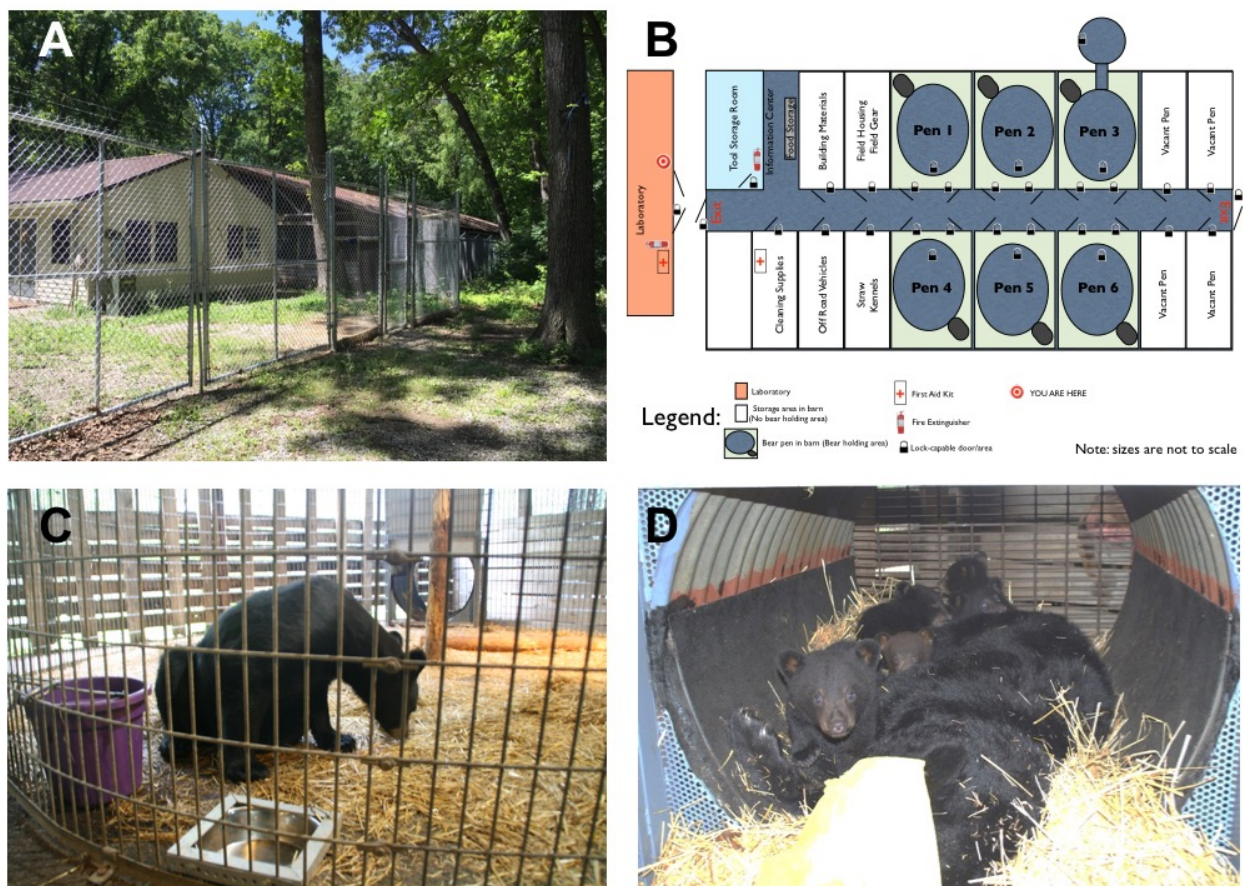 A
B
Laboratory
Exit
Tool Storage Room
Information Center
Food Storage
Building Materials
Field Housing
Field Gear
Pen 1
Pen 2
Pen 3
Vacant Pen
Vacant Pen
Exit
Cleaning Supplies
Off Road Vehicles
Straw
Kennels
Pen 4
Pen 5
Pen 6
Vacant Pen
Vacant Pen
Legend:
Laboratory
Storage area in barn
(No bear holding area)
Bear pen in barn (Bear holding area)
First Aid Kit
Fire Extinguisher
Lock-capable door/area
YOU ARE HERE
Note: sizes are not to scale
C
D